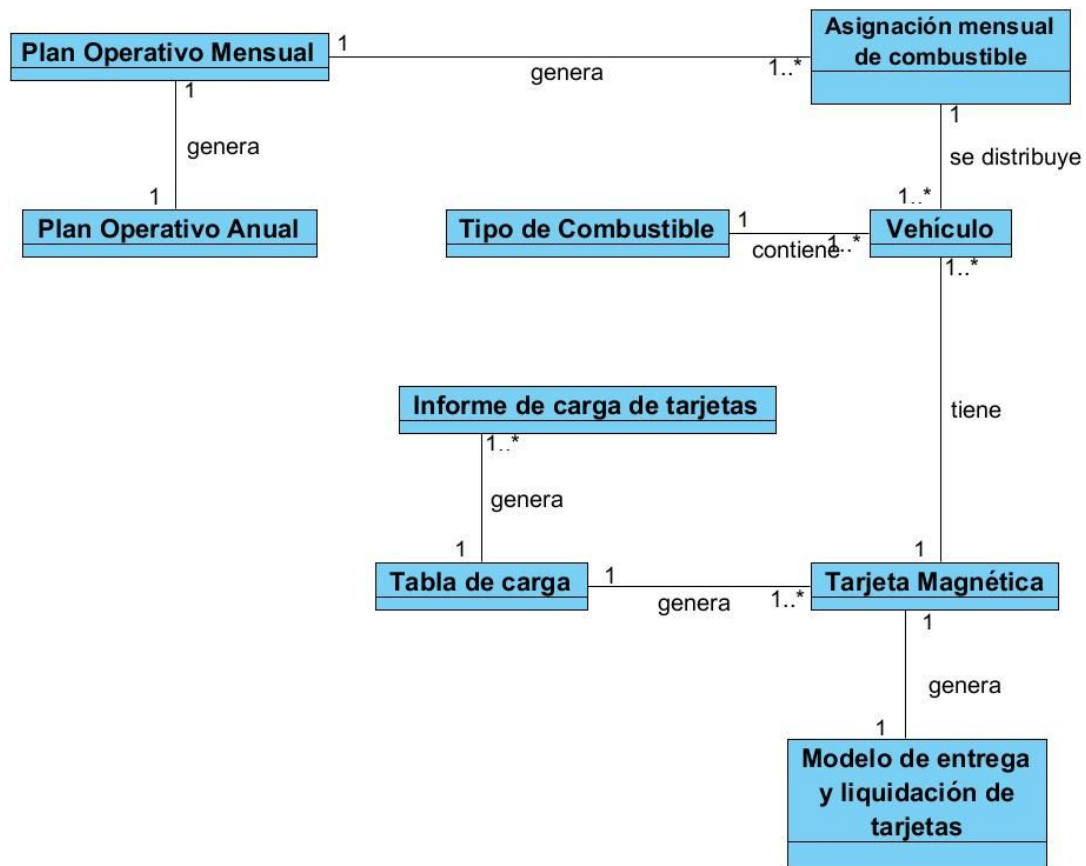 Plan Operativo Mensual
1
genera
1..*
Asignación mensual
de combustible
1
genera
1
Plan Operativo Anual
1
se distribuye
1..*
Tipo de Combustible
1
contiene
1..*
Vehículo
1..*
tiene
1
Informe de carga de tarjetas
1..*
genera
1
Tabla de carga
1
genera
1..*
Tarjeta Magnética
1
genera
1
Modelo de entrega
y liquidación de
tarjetas